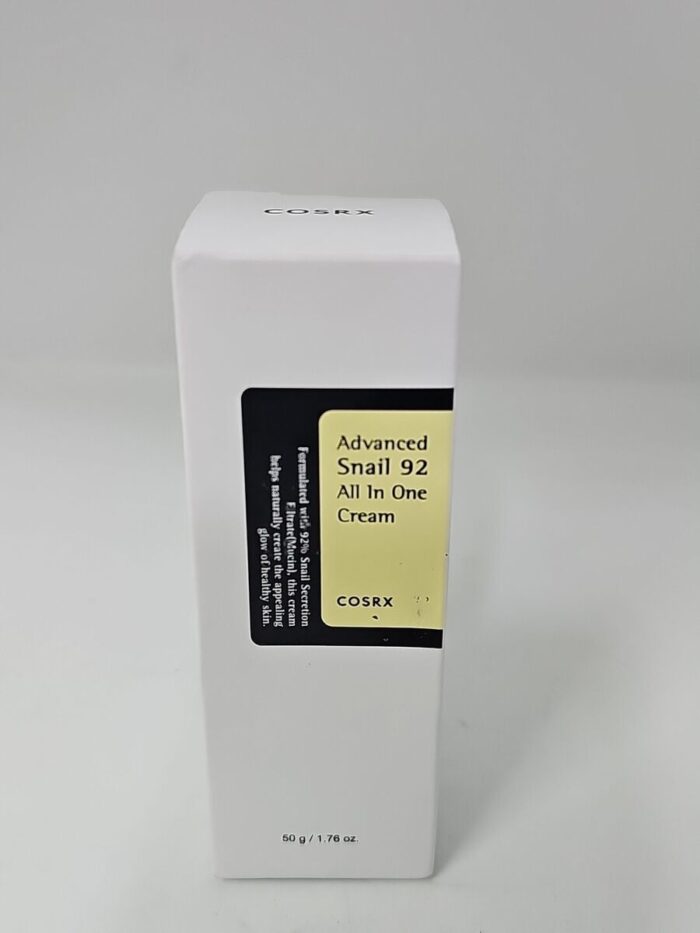 COSRX
Advanced
Snail 92
All In One
Cream
COSRX
Formulated with 92% Snail Secretion
Filtrate(Mucin), this cream
helps naturally create the appealing
glow of healthy skin.
50 g / 1.76 oz.